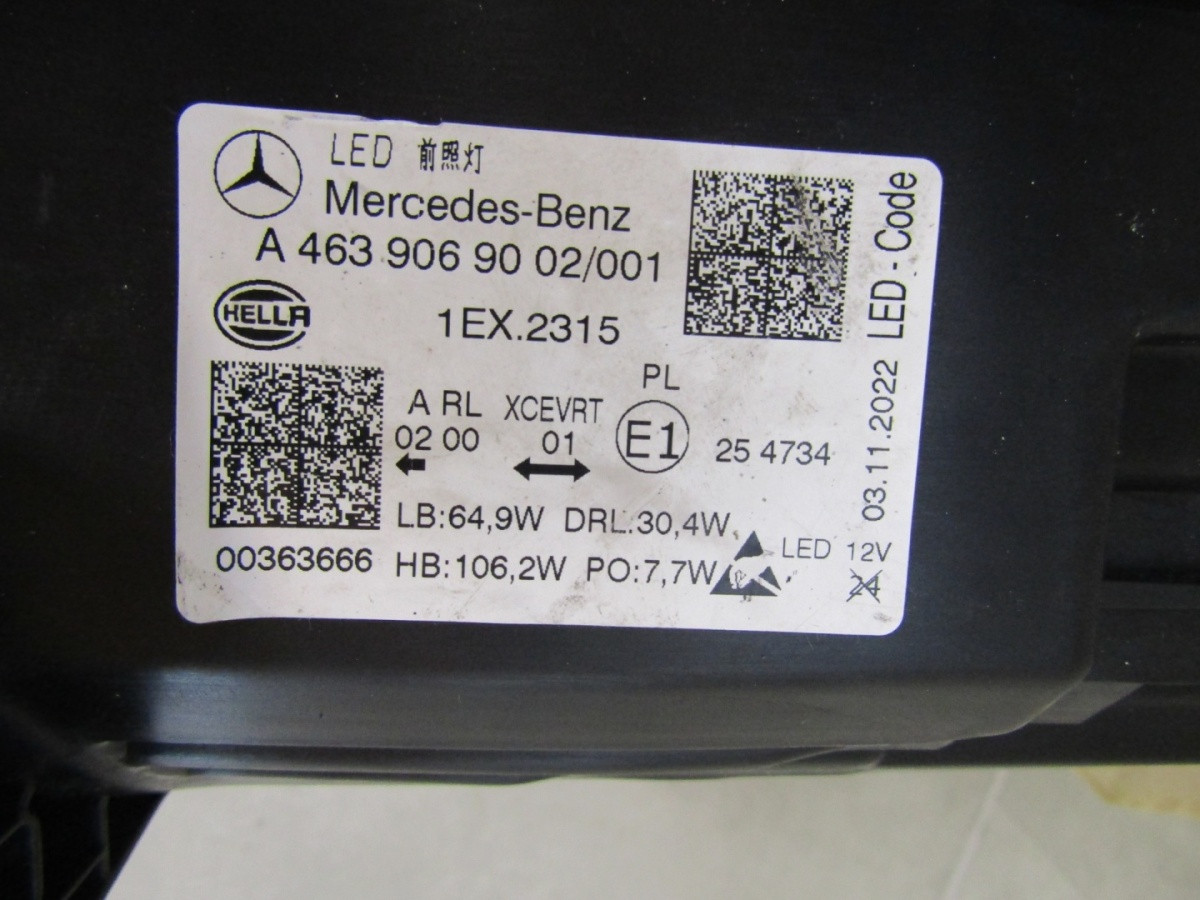 LED 前照灯
Mercedes-Benz
A 463 906 90 02/001
HELLA
1EX.2315
PL
A RL XCEVRT
02 00 01
E1
25 4734
LB:64,9W DRL:30,4W
HB:106,2W PO:7,7W
00363666
LED 12V
24
03.11.2022 LED-Code